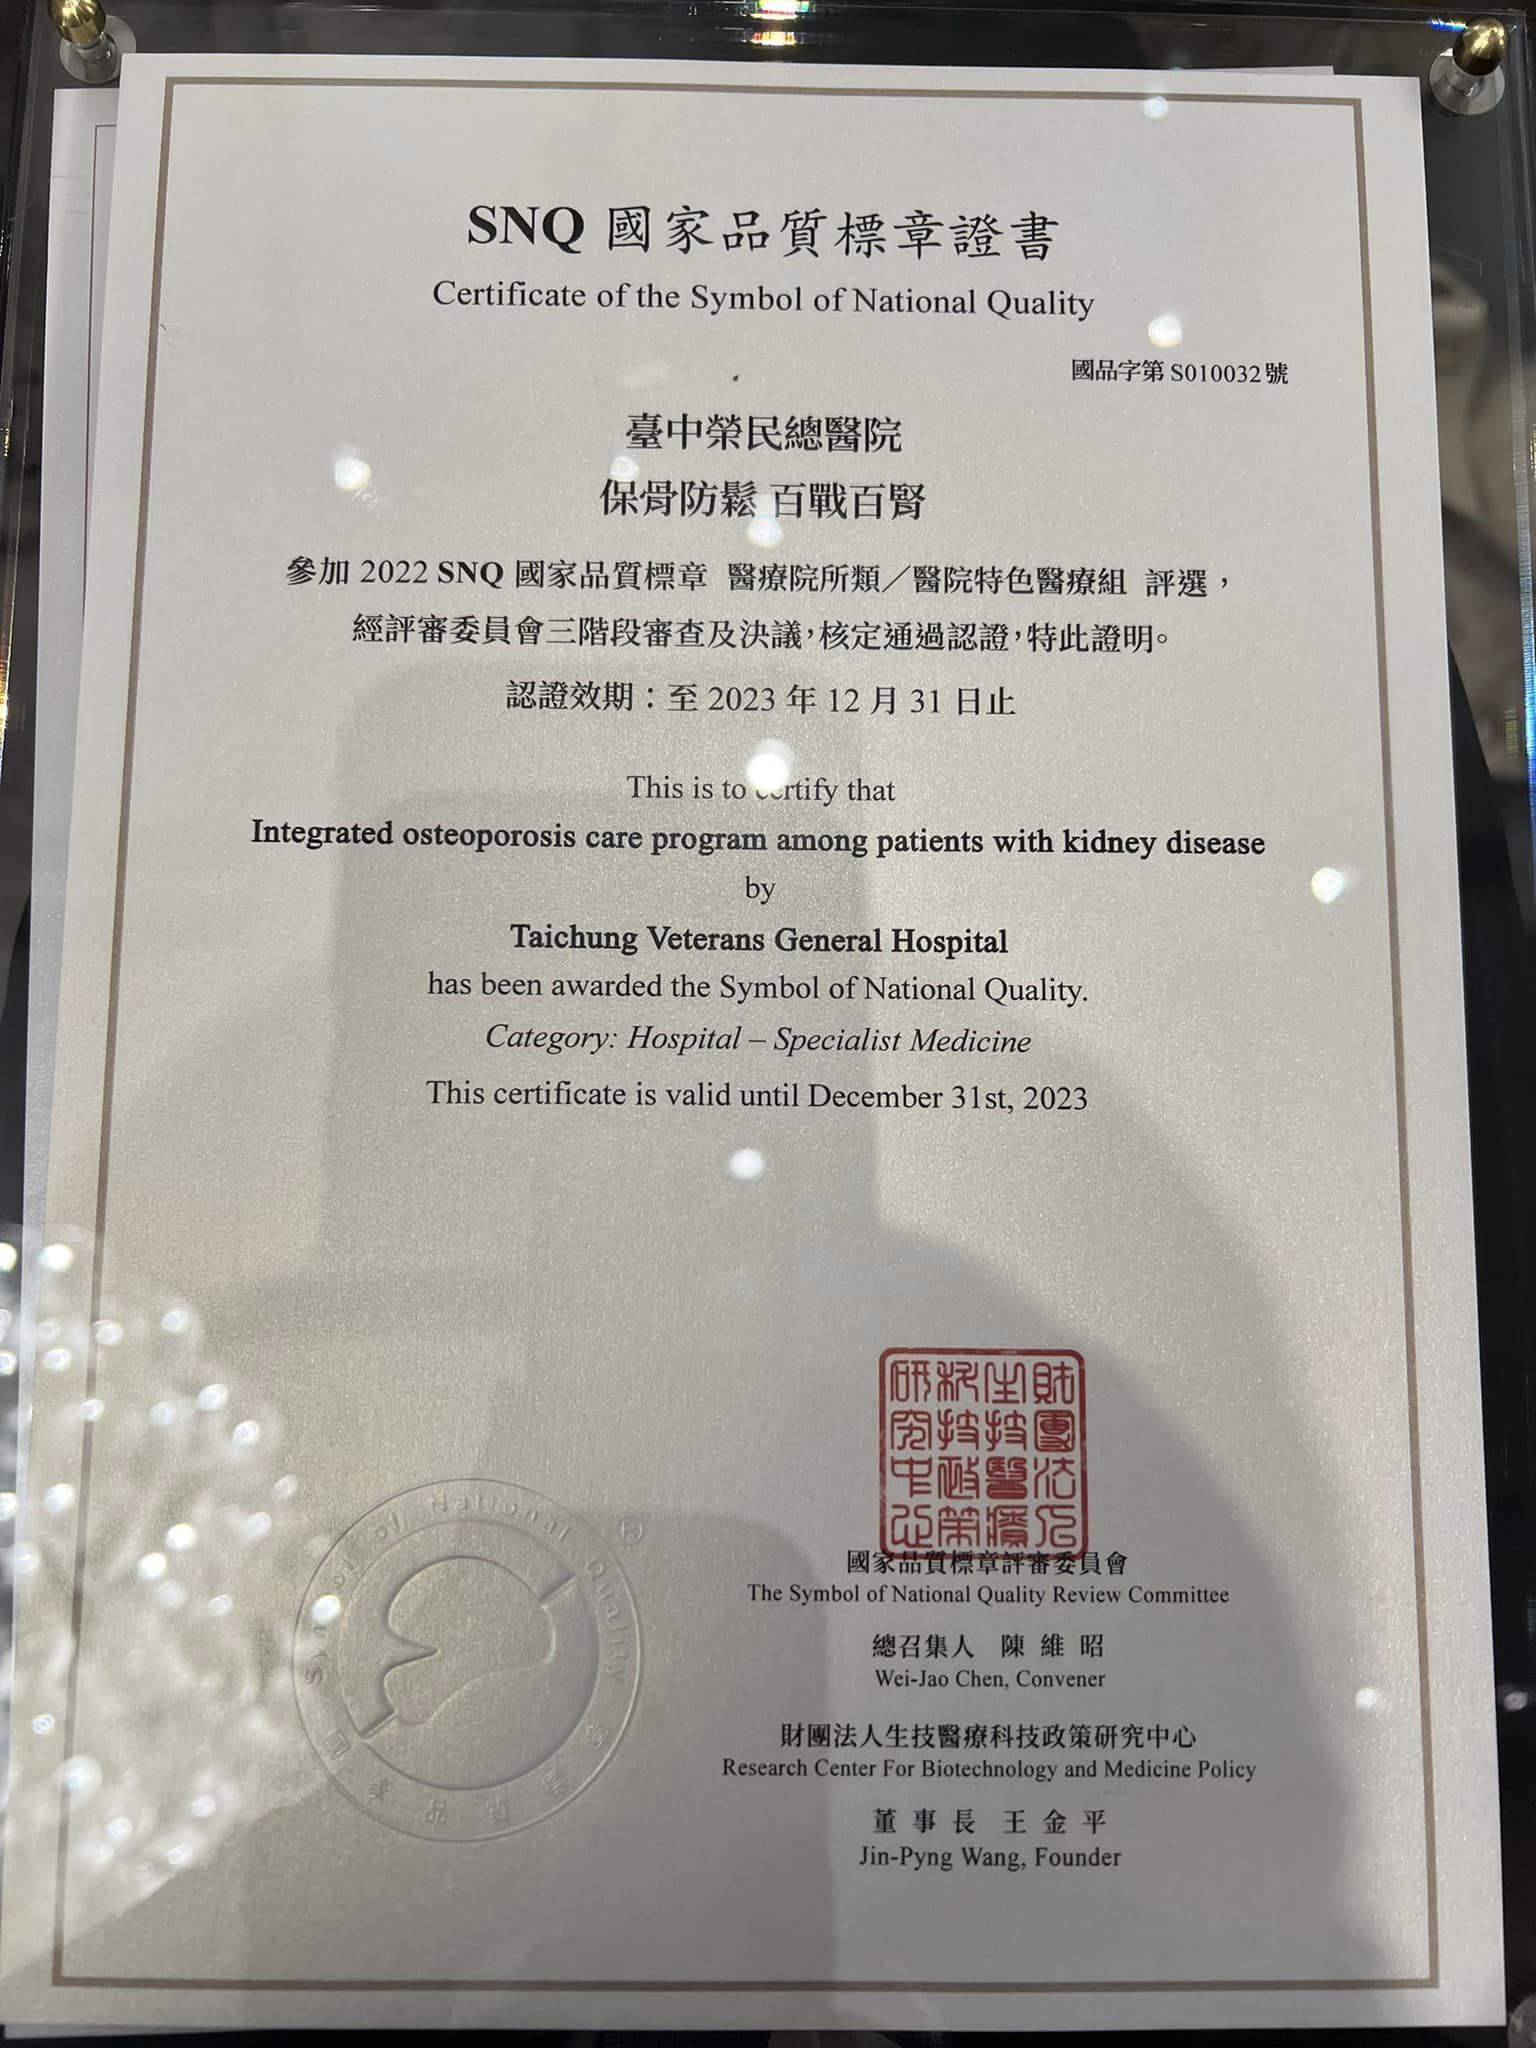 SNQ 國家品質標章證書
Certificate of the Symbol of National Quality
國品字第 S010032 號
臺中榮民總醫院
保骨防鬆 百戰百腎
參加 2022 SNQ 國家品質標章 醫療院所類／醫院特色醫療組 評選，
經評審委員會三階段審查及決議，核定通過認證，特此證明。
認證效期：至 2023 年 12 月 31 日止
This is to certify that
Integrated osteoporosis care program among patients with kidney disease
by
Taichung Veterans General Hospital
has been awarded the Symbol of National Quality.
Category: Hospital – Specialist Medicine
This certificate is valid until December 31st, 2023
財團法人生技醫療科技政策研究中心
Symbol of National Quality ®
國家品質標章
國家品質標章評審委員會
The Symbol of National Quality Review Committee
總召集人 陳 維 昭
Wei-Jao Chen, Convener
財團法人生技醫療科技政策研究中心
Research Center For Biotechnology and Medicine Policy
董 事 長 王 金 平
Jin-Pyng Wang, Founder